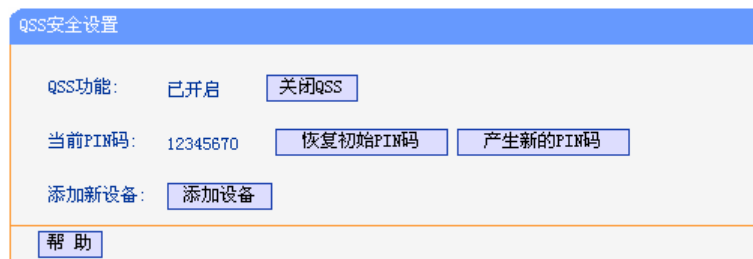 QSS安全设置
QSS功能: 已开启 关闭QSS
当前PIN码: 12345670 恢复初始PIN码 产生新的PIN码
添加新设备: 添加设备
帮 助